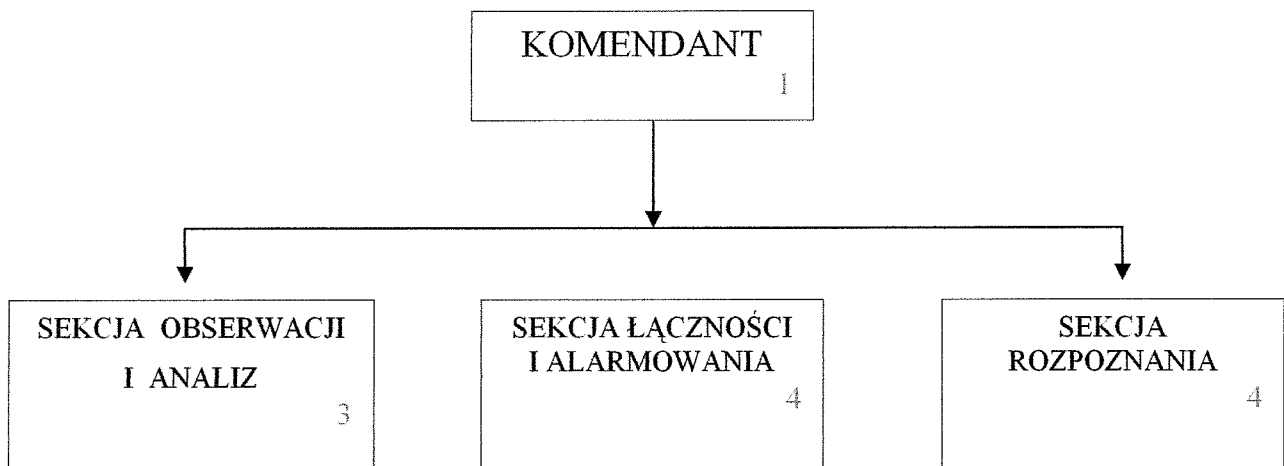 KOMENDANT
1
SEKCJA OBSERWACJI
I ANALIZ
3
SEKCJA ŁĄCZNOŚCI
I ALARMOWANIA
4
SEKCJA
ROZPOZNANIA
4